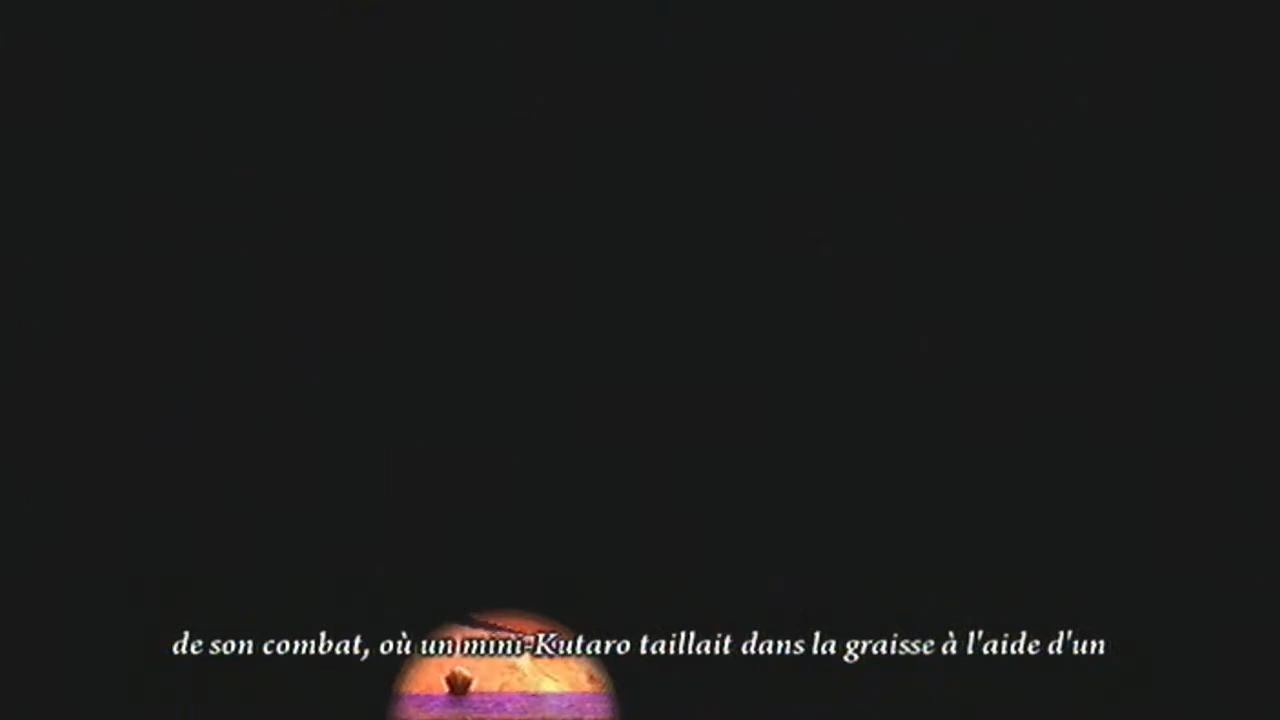 de son combat, où un mini-Kutaro taillait dans la graisse à l'aide d'un